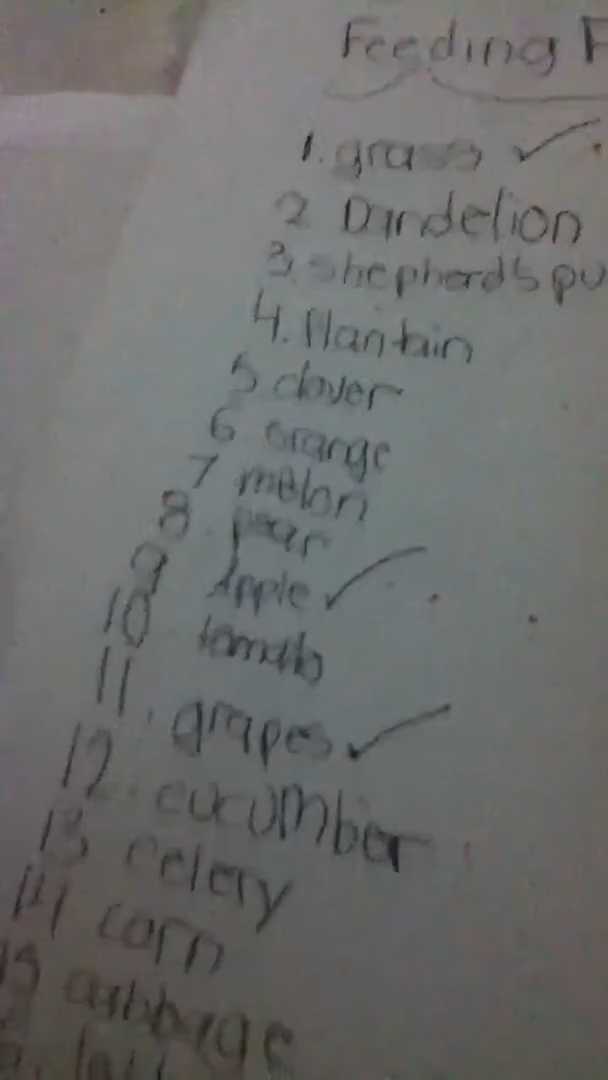 Feeding F
1. grass ✓
2 Dandelion
3. Shepherd's pu
4. Plantain
5 clover
6 orange
7 melon
8. pear
9 Apple ✓
10 tomato
11. grapes ✓
12. cucumber
13 celery
14 corn
15 cabbage